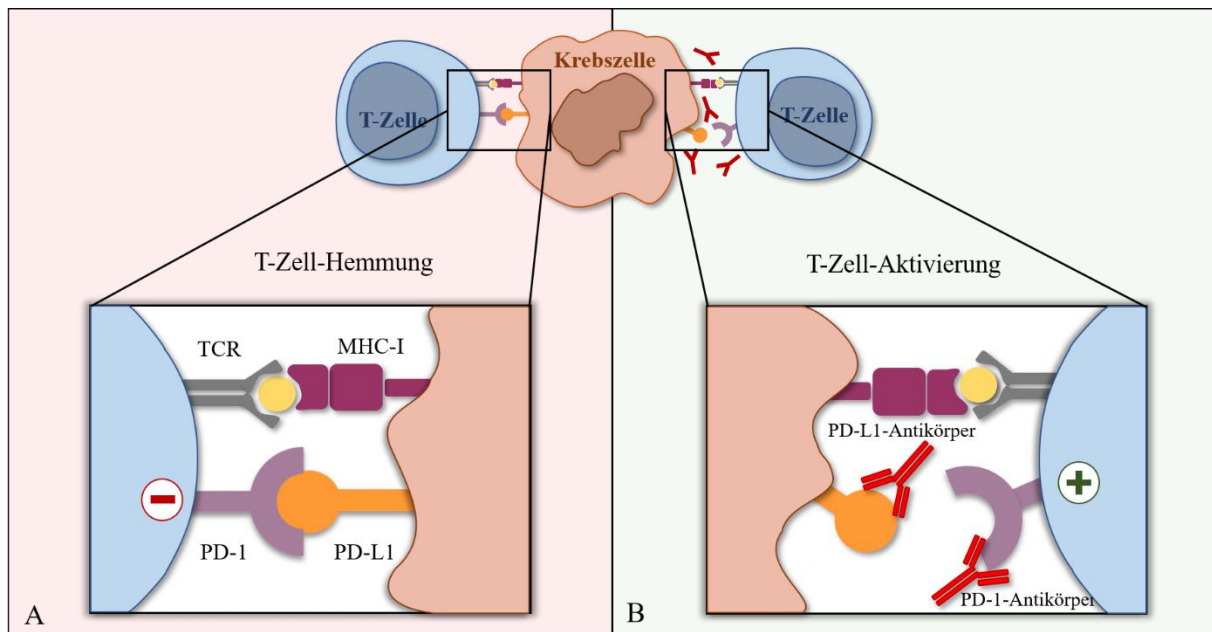 Krebszelle
T-Zelle
T-Zelle
T-Zell-Hemmung
T-Zell-Aktivierung
TCR
MHC-I
PD-1
PD-L1
PD-L1-Antikörper
PD-1-Antikörper
A
B